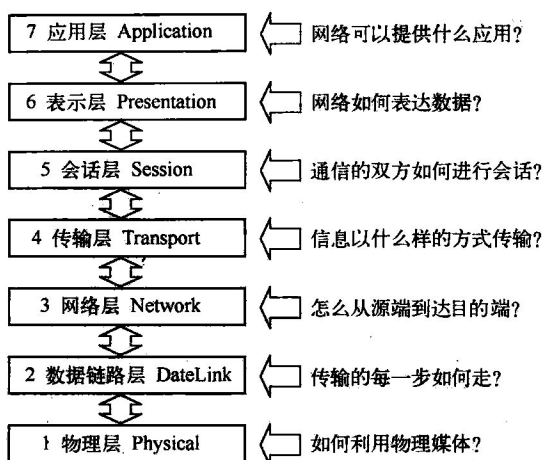 7 应用层 Application 网络可以提供什么应用?
6 表示层 Presentation 网络如何表达数据?
5 会话层 Session 通信的双方如何进行会话?
4 传输层 Transport 信息以什么样的方式传输?
3 网络层 Network 怎么从源端到达目的端?
2 数据链路层 DateLink 传输的每一步如何走?
1 物理层 Physical 如何利用物理媒体?